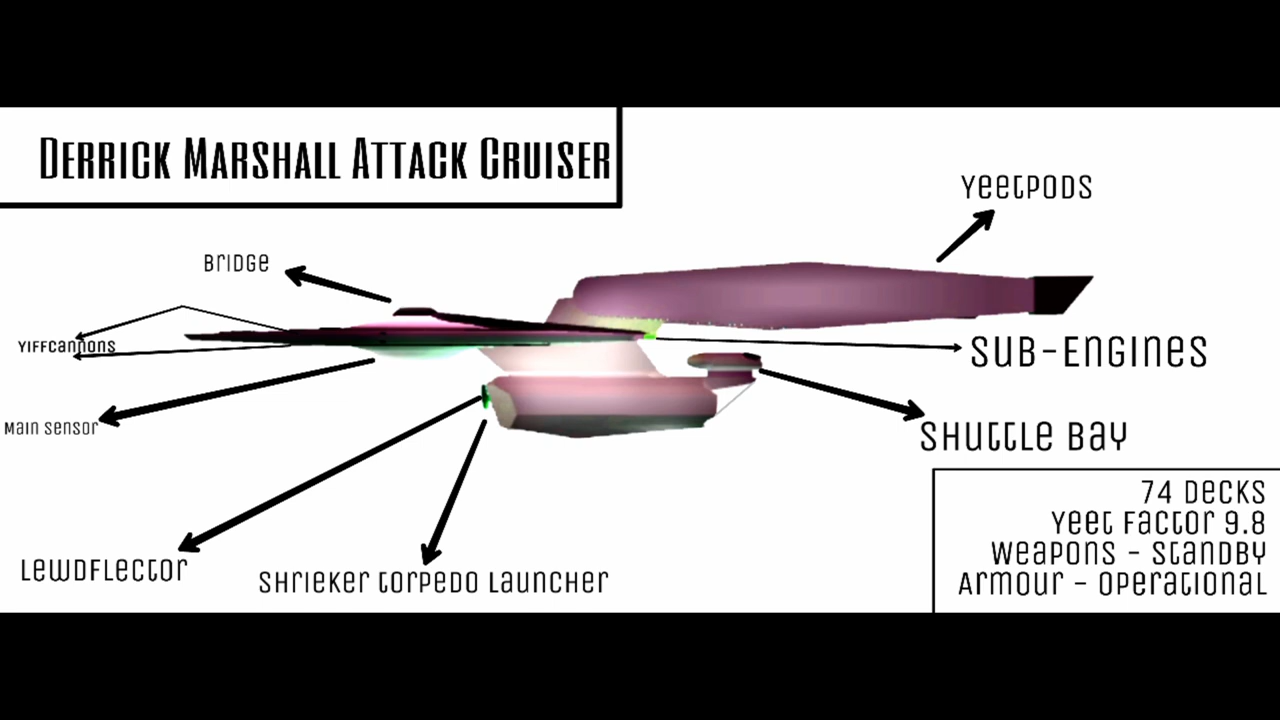 Derrick Marshall Attack Cruiser
Yeetpods
Bridge
Yiffcannons
Sub-Engines
Main Sensor
Shuttle Bay
74 Decks
Yeet Factor 9.8
Weapons - Standby
Armour - Operational
Lewdflector
Shrieker Torpedo Launcher